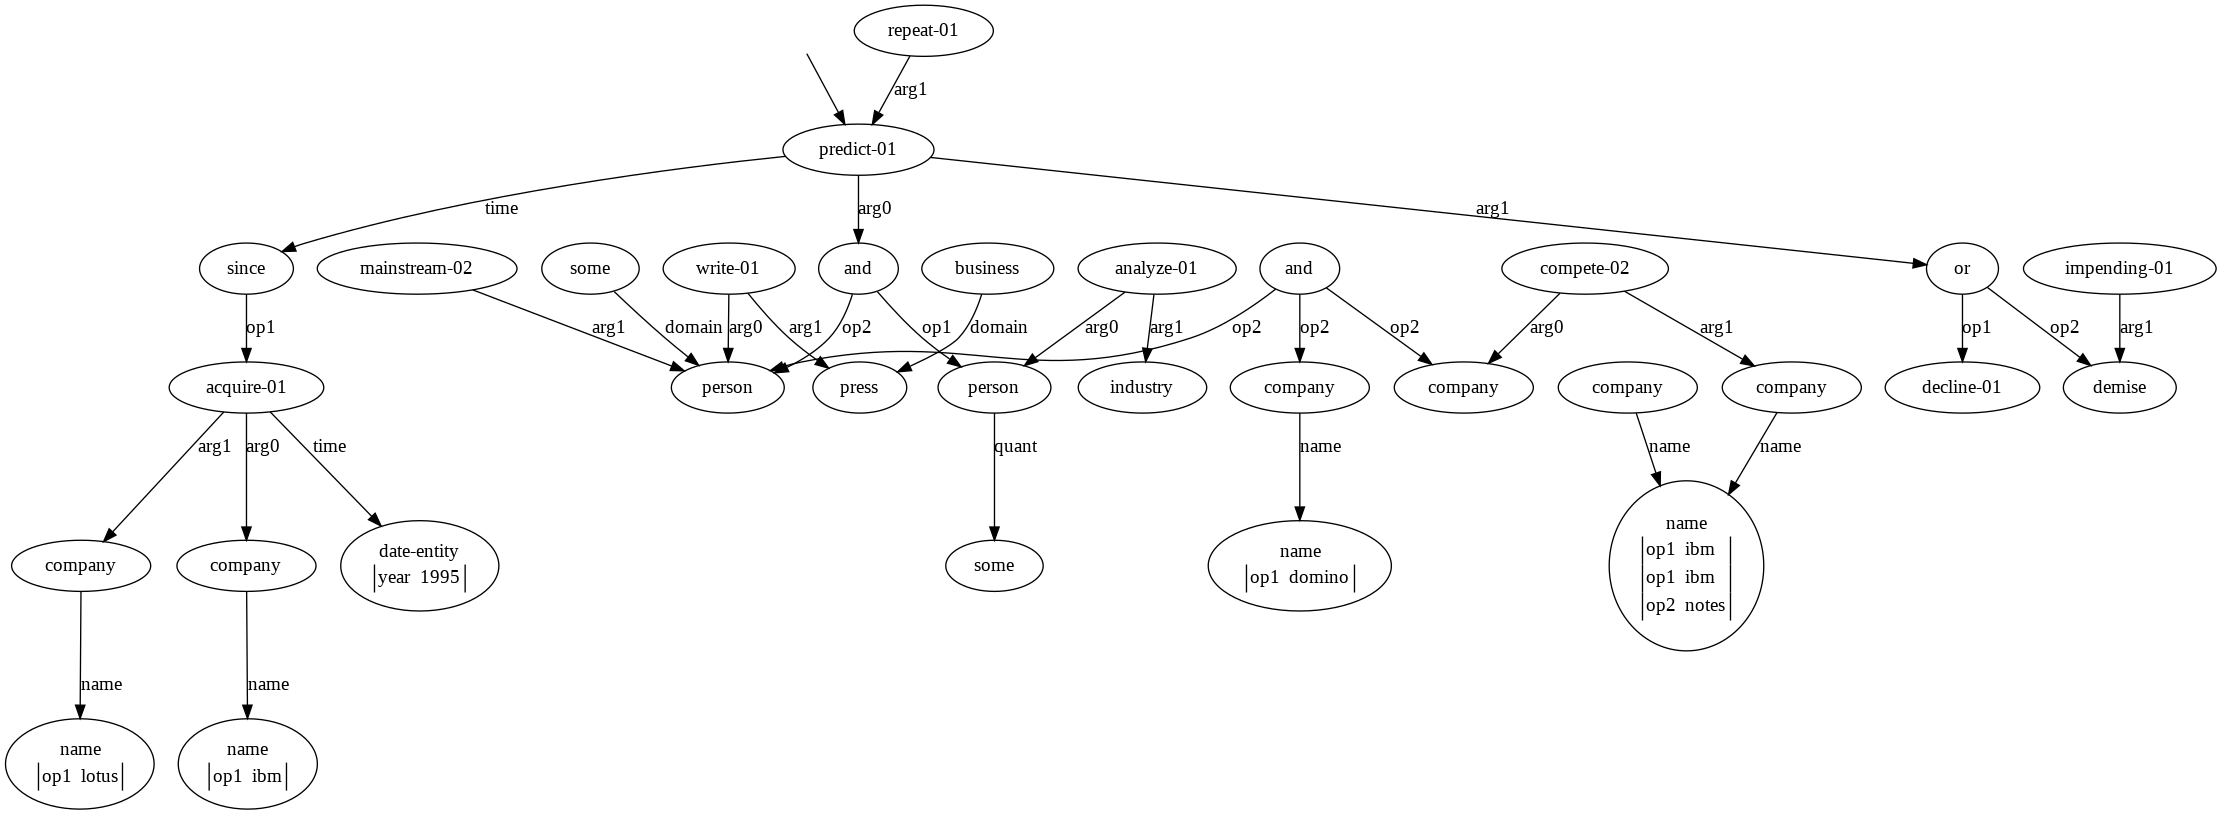 repeat-01
arg1
predict-01
time
arg0
arg1
since
mainstream-02
some
write-01
and
business
analyze-01
and
compete-02
or
impending-01
op1
arg1
domain
arg0
arg1
op2
domain
op1
arg0
arg1
op2
op2
op2
arg0
arg1
op1
op2
arg1
acquire-01
person
press
person
industry
company
company
company
company
decline-01
demise
arg1
arg0
time
quant
name
name
name
company
company
date-entity
year 1995
some
name
op1 domino
name
op1 ibm
op1 ibm
op2 notes
name
name
name
op1 lotus
name
op1 ibm